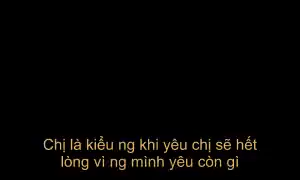 Chị là kiểu ng khi yêu chị sẽ hết
lòng vì ng mình yêu còn gì